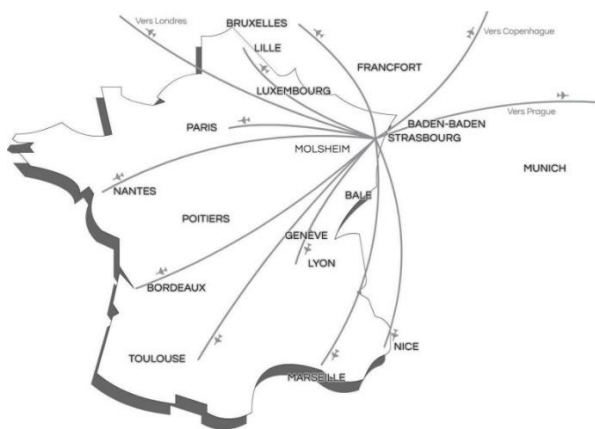 Vers Londres
BRUXELLES
LILLE
Vers Copenhague
FRANCFORT
LUXEMBOURG
Vers Prague
PARIS
BADEN-BADEN
STRASBOURG
MOLSHEIM
MUNICH
NANTES
BALE
POITIERS
GENÈVE
LYON
BORDEAUX
TOULOUSE
NICE
MARSEILLE